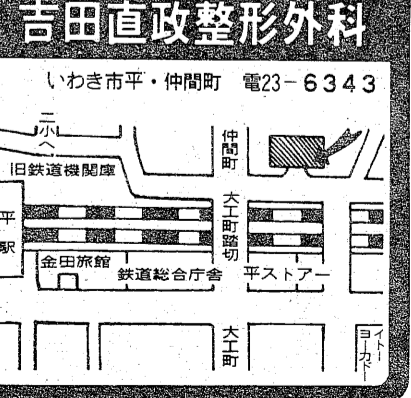 吉田直政整形外科
いわき市平・仲間町 電23-6343
二小へ
仲間町
旧鉄道機関庫
大工町踏切
平駅
金田旅館
鉄道総合庁舎
平ストアー
大工町
イトーヨーカドー